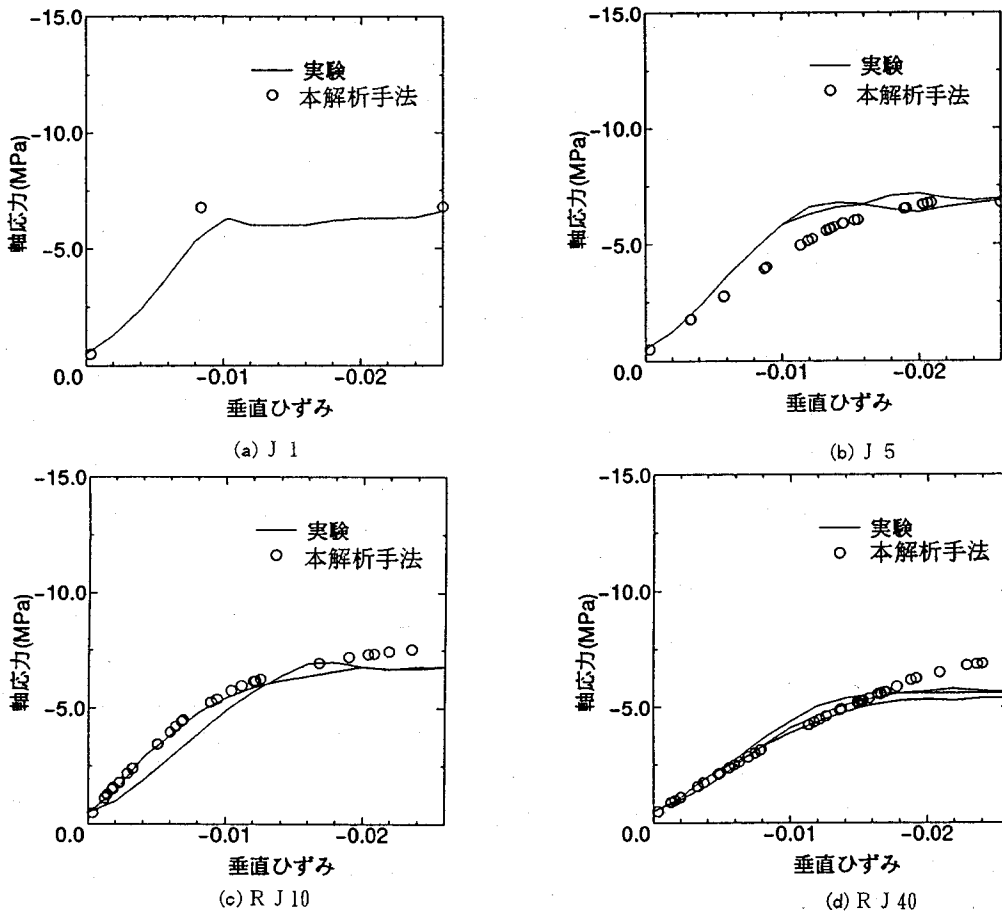 -15.0
-10.0
-5.0
0.0
-0.01
-0.02
軸応力(MPa)
垂直ひずみ
実験
本解析手法
(a) J 1
-15.0
-10.0
-5.0
0.0
-0.01
-0.02
軸応力(MPa)
垂直ひずみ
実験
本解析手法
(b) J 5
-15.0
-10.0
-5.0
0.0
-0.01
-0.02
軸応力(MPa)
垂直ひずみ
実験
本解析手法
(c) R J 10
-15.0
-10.0
-5.0
0.0
-0.01
-0.02
軸応力(MPa)
垂直ひずみ
実験
本解析手法
(d) R J 40